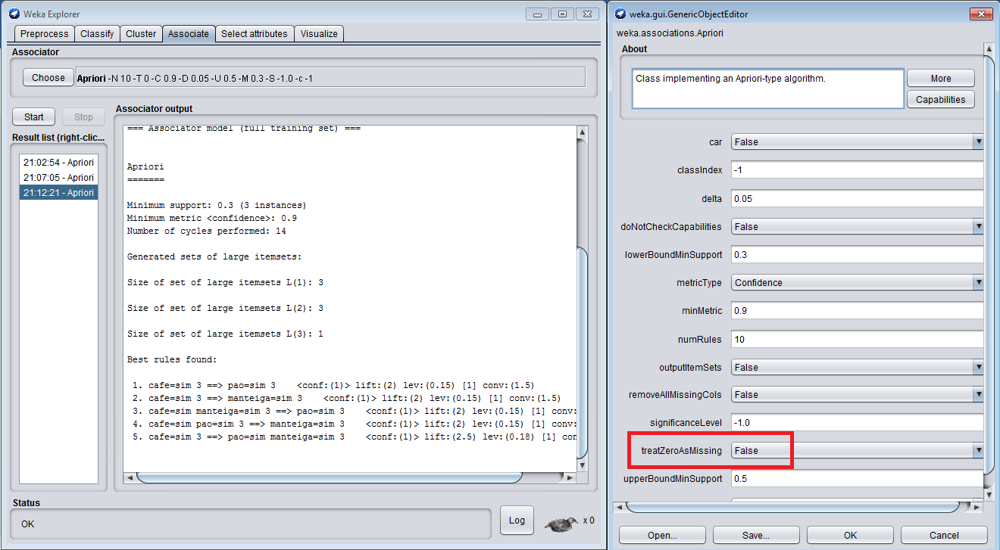 Weka Explorer
Preprocess Classify Cluster Associate Select attributes Visualize
Associator
Choose Apriori -N 10 -T 0 -C 0.9 -D 0.05 -U 0.5 -M 0.3 -S -1.0 -c -1
Start Stop
Result list (right-clic...
21:02:54 - Apriori
21:07:05 - Apriori
21:12:21 - Apriori
Associator output
=== Associator model (full training set) ===
Apriori
=======
Minimum support: 0.3 (3 instances)
Minimum metric <confidence>: 0.9
Number of cycles performed: 14
Generated sets of large itemsets:
Size of set of large itemsets L(1): 3
Size of set of large itemsets L(2): 3
Size of set of large itemsets L(3): 1
Best rules found:
1. cafe=sim 3 ==> pao=sim 3 <conf:(1)> lift:(2) lev:(0.15) [1] conv:(1.5)
2. cafe=sim 3 ==> manteiga=sim 3 <conf:(1)> lift:(2) lev:(0.15) [1] conv:(1.5)
3. cafe=sim manteiga=sim 3 ==> pao=sim 3 <conf:(1)> lift:(2) lev:(0.15) [1] conv:
4. cafe=sim pao=sim 3 ==> manteiga=sim 3 <conf:(1)> lift:(2) lev:(0.15) [1] conv:
5. cafe=sim 3 ==> pao=sim manteiga=sim 3 <conf:(1)> lift:(2.5) lev:(0.18) [1] con
Status
OK
Log
x 0
weka.gui.GenericObjectEditor
weka.associations.Apriori
About
Class implementing an Apriori-type algorithm.
More
Capabilities
car False
classIndex -1
delta 0.05
doNotCheckCapabilities False
lowerBoundMinSupport 0.3
metricType Confidence
minMetric 0.9
numRules 10
outputItemSets False
removeAllMissingCols False
significanceLevel -1.0
treatZeroAsMissing False
upperBoundMinSupport 0.5
Open... Save... OK Cancel